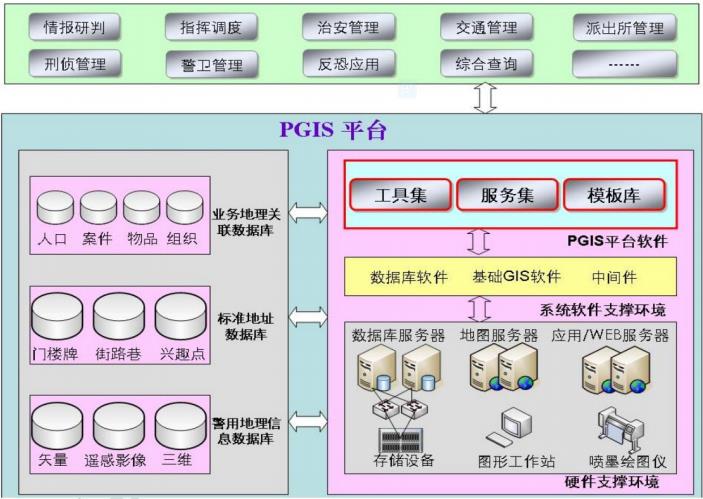 情报研判 指挥调度 治安管理 交通管理 派出所管理
刑侦管理 警卫管理 反恐应用 综合查询 ------
PGIS 平台
人口 案件 物品 组织
业务地理关
联数据库
门楼牌 街路巷 兴趣点
标准地址
数据库
矢量 遥感影像 三维
警用地理信
息数据库
工具集 服务集 模板库
PGIS平台软件
数据库软件 基础GIS软件 中间件
系统软件支撑环境
数据库服务器 地图服务器 应用/WEB服务器
存储设备 图形工作站 喷墨绘图仪
硬件支撑环境